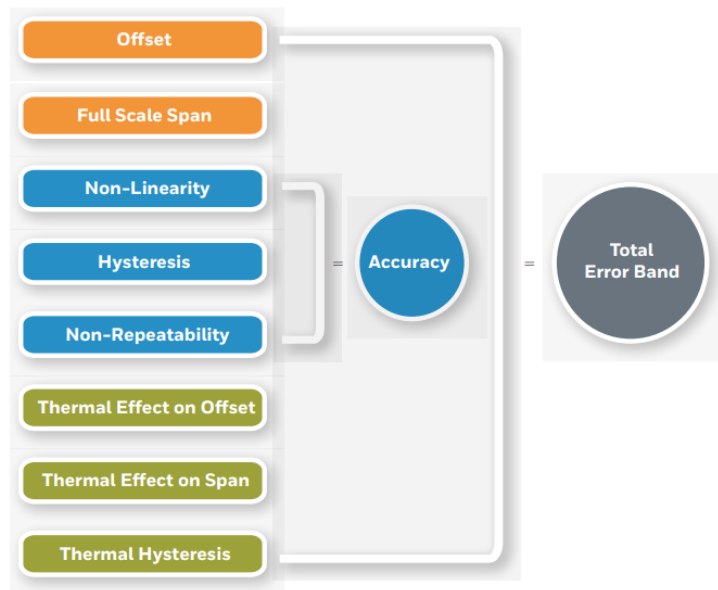 Offset
Full Scale Span
Non-Linearity
Hysteresis
=
Accuracy
=
Total
Error Band
Non-Repeatability
Thermal Effect on Offset
Thermal Effect on Span
Thermal Hysteresis